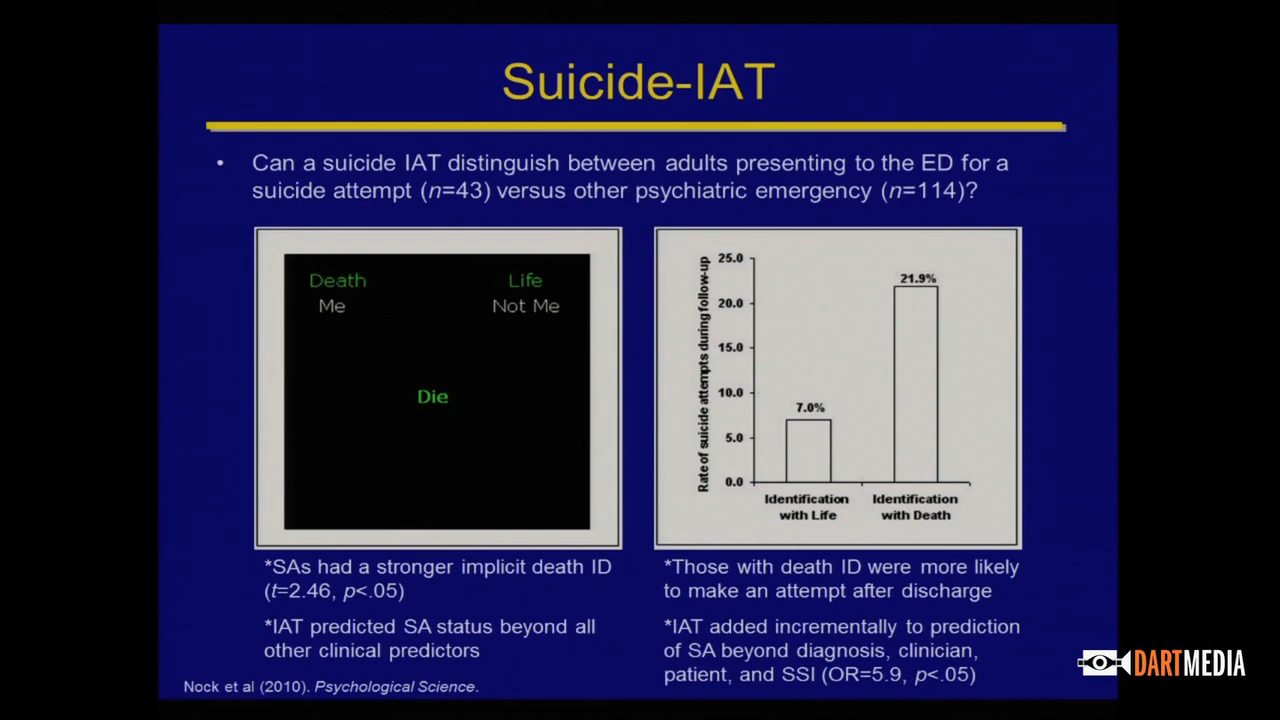 Suicide-IAT
• Can a suicide IAT distinguish between adults presenting to the ED for a
suicide attempt (n=43) versus other psychiatric emergency (n=114)?
Death
Life
Me
Not Me
Die
Rate of suicide attempts during follow-up
25.0
20.0
15.0
10.0
5.0
0.0
7.0%
21.9%
Identification
with Life
Identification
with Death
*SAs had a stronger implicit death ID
(t=2.46, p<.05)
*IAT predicted SA status beyond all
other clinical predictors
*Those with death ID were more likely
to make an attempt after discharge
*IAT added incrementally to prediction
of SA beyond diagnosis, clinician,
patient, and SSI (OR=5.9, p<.05)
Nock et al (2010). Psychological Science.
DARTMEDIA